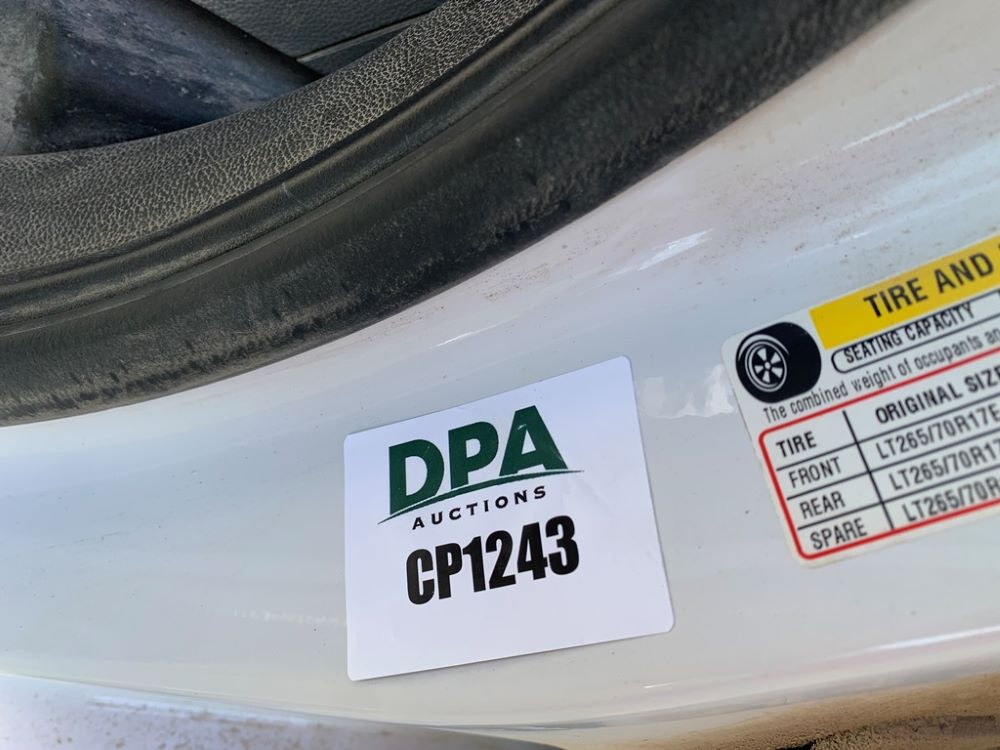 DPA
AUCTIONS
CP1243
TIRE AND
SEATING CAPACITY
The combined weight of occupants
TIRE ORIGINAL SIZE
FRONT LT265/70R17E
REAR LT265/70R17
SPARE LT265/70R